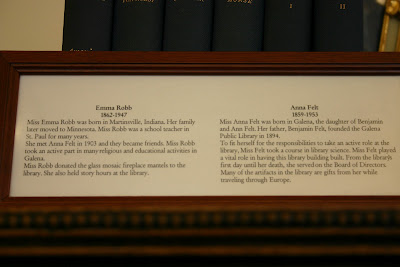 I
II
Emma Robb
1862-1947
Miss Emma Robb was born in Martinsville, Indiana. Her family
later moved to Minnesota. Miss Robb was a school teacher in
St. Paul for many years.
She met Anna Felt in 1903 and they became friends. Miss Robb
took an active part in many religious and educational activities in
Galena.
Miss Robb donated the glass mosaic fireplace mantels to the
library. She also held story hours at the library.
Anna Felt
1859-1953
Miss Anna Felt was born in Galena, the daughter of Benjamin
and Ann Felt. Her father, Benjamin Felt, founded the Galena
Public Library in 1894.
To fit herself for the responsibilities to take an active role at the
library, Miss Felt took a course in library science. Miss Felt played
a vital role in having this library building built. From the library's
first day until her death, she served on the Board of Directors.
Many of the artifacts in the library are gifts from her while
traveling through Europe.